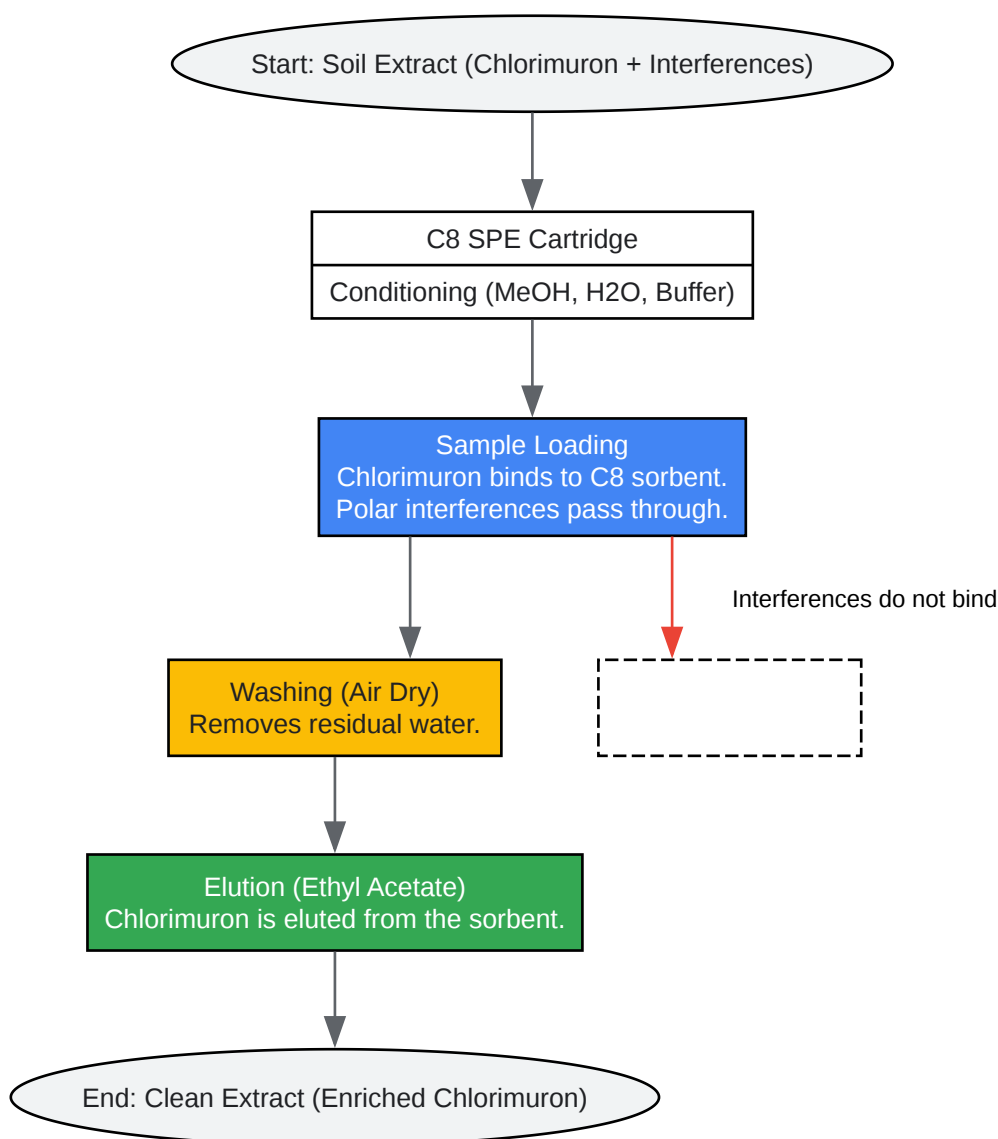 Start: Soil Extract (Chlorimuron + Interferences)
C8 SPE Cartridge
Conditioning (MeOH, H2O, Buffer)
Sample Loading
Chlorimuron binds to C8 sorbent.
Polar interferences pass through.
Interferences do not bind
Washing (Air Dry)
Removes residual water.
Elution (Ethyl Acetate)
Chlorimuron is eluted from the sorbent.
End: Clean Extract (Enriched Chlorimuron)